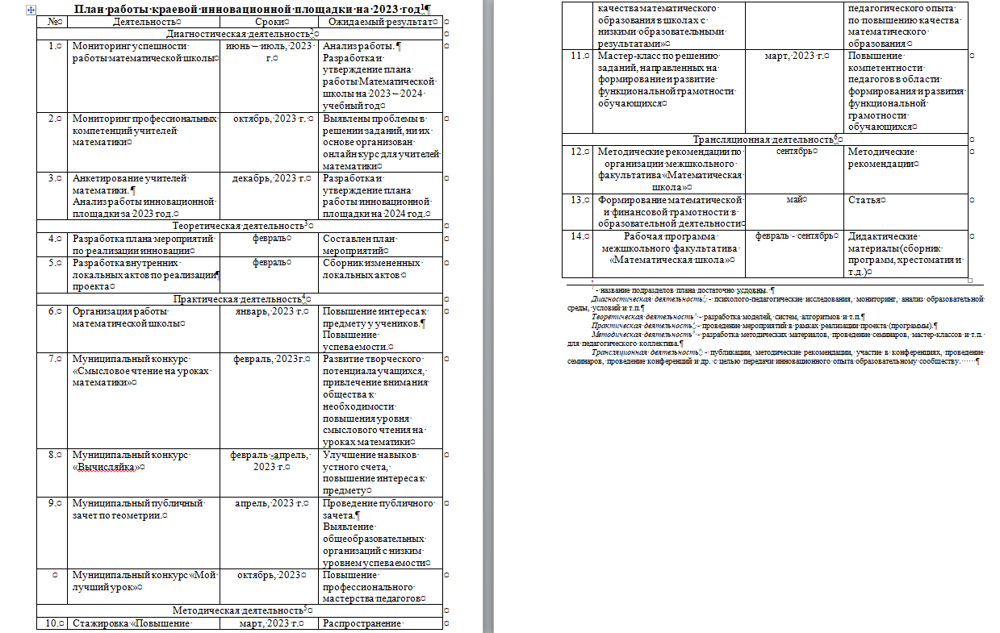 План работы краевой инновационной площадки на 2023 год1
№ Деятельность Сроки Ожидаемый результат
Диагностическая деятельность2
1. Мониторинг успешности июнь – июль, 2023 Анализ работы.
работы математической школы г. Разработка и
утверждение плана
работы Математической
школы на 2023 – 2024
учебный год
2. Мониторинг профессиональных октябрь, 2023 г. Выявлены проблемы в
компетенций учителей решении заданий, ни их
математики основе организован
онлайн курс для учителей
математики
3. Анкетирование учителей декабрь, 2023 г. Разработка и
математики. утверждение плана
Анализ работы инновационной работы инновационной
площадки за 2023 год. площадки на 2024 год.
Теоретическая деятельность3
4. Разработка плана мероприятий февраль Составлен план
по реализации инновации мероприятий
5. Разработка внутренних февраль Сборник измененных
локальных актов по реализации локальных актов
проекта
Практическая деятельность4
6. Организация работы январь, 2023 г. Повышение интереса к
математической школы предмету у учеников.
Повышение
успеваемости.
7. Муниципальный конкурс февраль, 2023г. Развитие творческого
«Смысловое чтение на уроках потенциала учащихся,
математики» привлечение внимания
общества к
необходимости
повышения уровня
смыслового чтения на
уроках математики
8. Муниципальный конкурс февраль -апрель, Улучшение навыков
«Вычисляйка» 2023 г. устного счета,
повышение интереса к
предмету
9. Муниципальный публичный апрель, 2023 г. Проведение публичного
зачет по геометрии. зачета.
Выявление
общеобразовательных
организаций с низким
уровнем успеваемости
Муниципальный конкурс «Мой октябрь, 2023 Повышение
лучший урок» профессионального
мастерства педагогов
Методическая деятельность5
10. Стажировка «Повышение март, 2023 г. Распространение
качества математического педагогического опыта
образования в школах с по повышению качества
низкими образовательными математического
результатами» образования
11. Мастер-класс по решению март, 2023 г. Повышение
заданий, направленных на компетентности
формирование и развитие педагогов в области
функциональной грамотности формирования и развития
обучающихся функциональной
грамотности
обучающихся
Трансляционная деятельность6
12. Методические рекомендации по сентябрь Методические
организации межшкольного рекомендации
факультатива «Математическая
школа»
13. Формирование математической май Статья
и финансовой грамотности в
образовательной деятельности
14. Рабочая программа февраль - сентябрь Дидактические
межшкольного факультатива материалы (сборник
«Математическая школа» программ, хрестоматия и
т.д.)
1 - название подразделов плана достаточно условны.
Диагностическая деятельность2 - психолого-педагогические исследования, мониторинг, анализ образовательной
среды, условий и т.п.
Теоретическая деятельность3 - разработка моделей, систем, алгоритмов и т.п.
Практическая деятельность4 - проведение мероприятий в рамках реализации проекта (программы).
Методическая деятельность5 - разработка методических материалов, проведение семинаров, мастер-классов и т.п.
для педагогического коллектива.
Трансляционная деятельность6 - публикации, методические рекомендации, участие в конференциях, проведение
семинаров, проведение конференций и др. с целью передачи инновационного опыта образовательному сообществу.